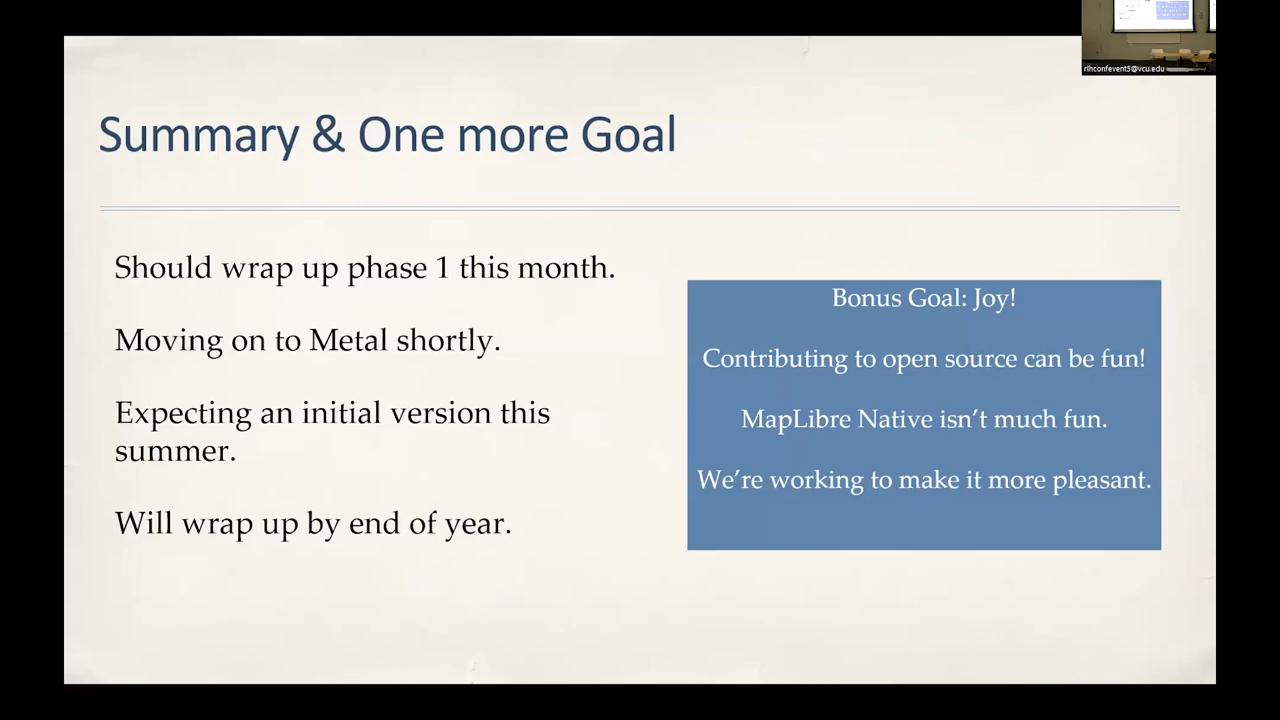 rlhconfevent5@vcu.edu
Summary & One more Goal
Should wrap up phase 1 this month.
Moving on to Metal shortly.
Expecting an initial version this
summer.
Will wrap up by end of year.
Bonus Goal: Joy!
Contributing to open source can be fun!
MapLibre Native isn’t much fun.
We’re working to make it more pleasant.